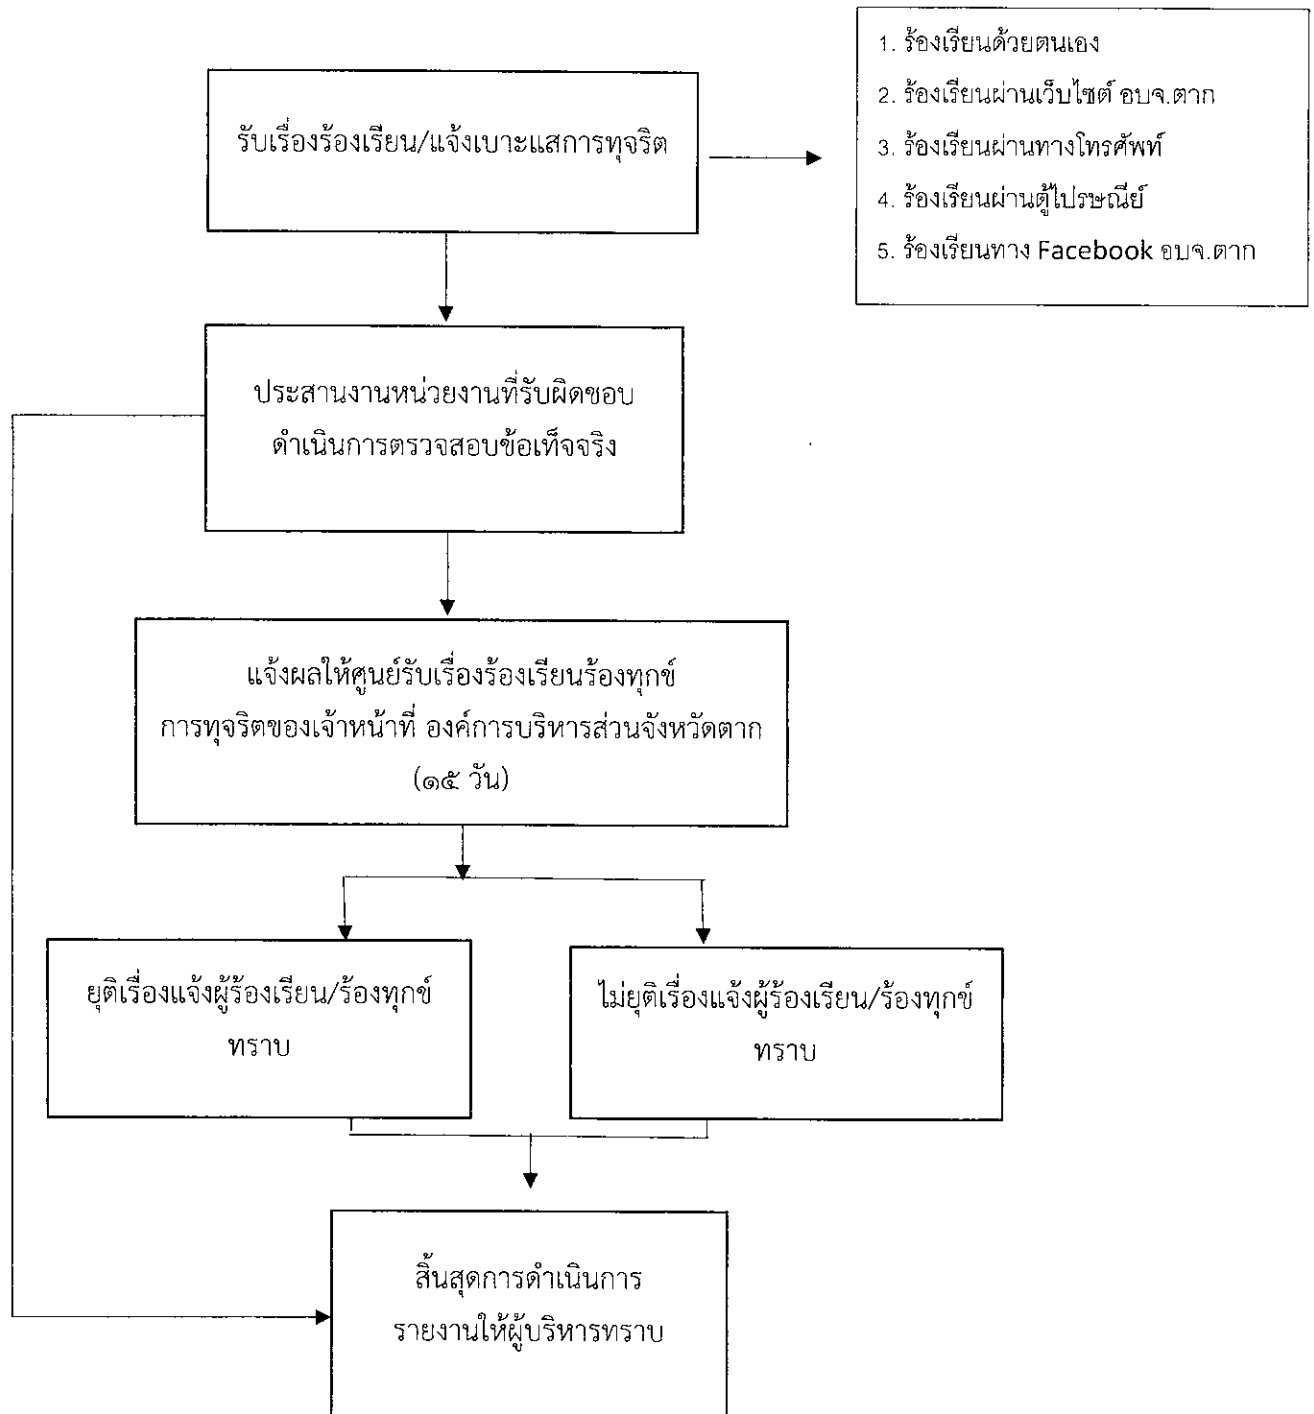 รับเรื่องร้องเรียน/แจ้งเบาะแสการทุจริต
1. ร้องเรียนด้วยตนเอง
2. ร้องเรียนผ่านเว็บไซต์ อบจ.ตาก
3. ร้องเรียนผ่านทางโทรศัพท์
4. ร้องเรียนผ่านตู้ไปรษณีย์
5. ร้องเรียนทาง Facebook อบจ.ตาก
ประสานงานหน่วยงานที่รับผิดชอบ
ดำเนินการตรวจสอบข้อเท็จจริง
แจ้งผลให้ศูนย์รับเรื่องร้องเรียนร้องทุกข์
การทุจริตของเจ้าหน้าที่ องค์การบริหารส่วนจังหวัดตาก
(๑๕ วัน)
ยุติเรื่องแจ้งผู้ร้องเรียน/ร้องทุกข์
ทราบ
ไม่ยุติเรื่องแจ้งผู้ร้องเรียน/ร้องทุกข์
ทราบ
สิ้นสุดการดำเนินการ
รายงานให้ผู้บริหารทราบ